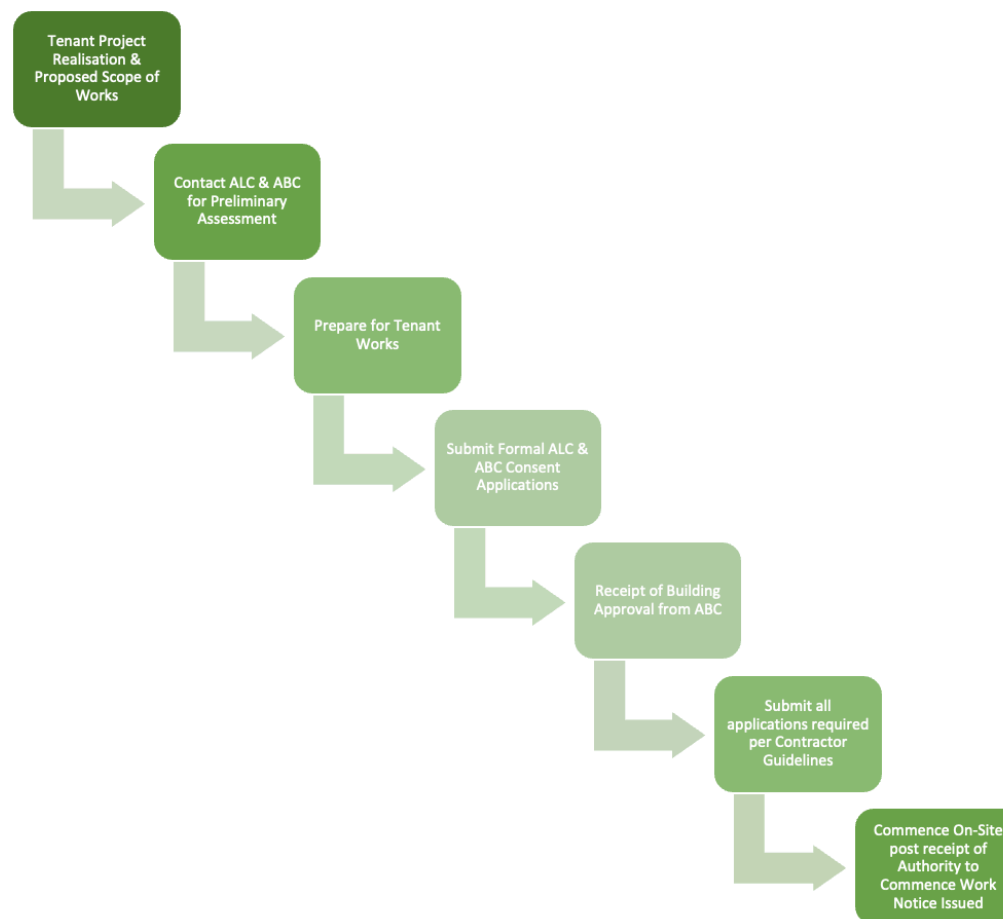 Tenant Project
Realisation &
Proposed Scope of
Works
Contact ALC & ABC
for Preliminary
Assessment
Prepare for Tenant
Works
Submit Formal ALC &
ABC Consent
Applications
Receipt of Building
Approval from ABC
Submit all
applications required
per Contractor
Guidelines
Commence On-Site
post receipt of
Authority to
Commence Work
Notice Issued